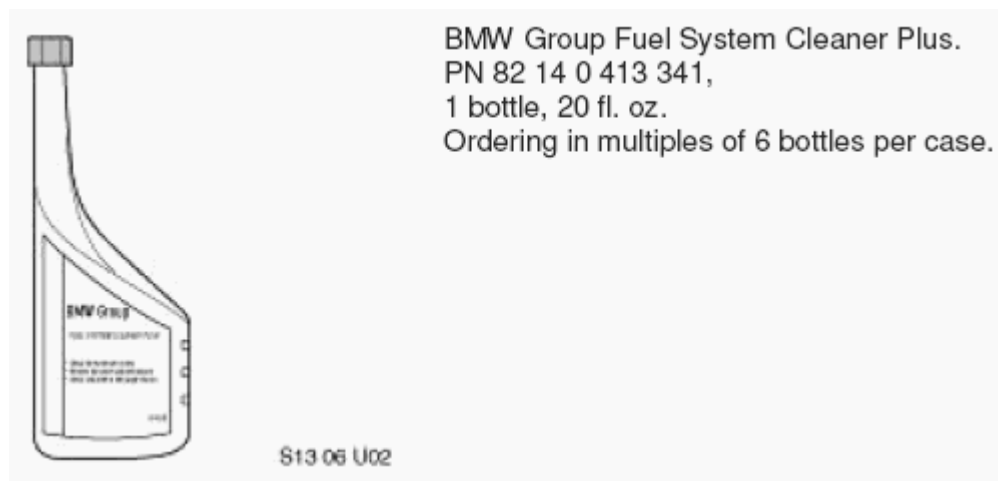 BMW Group Fuel System Cleaner Plus.
PN 82 14 0 413 341,
1 bottle, 20 fl. oz.
Ordering in multiples of 6 bottles per case.
BMW Group
S13 06 U02